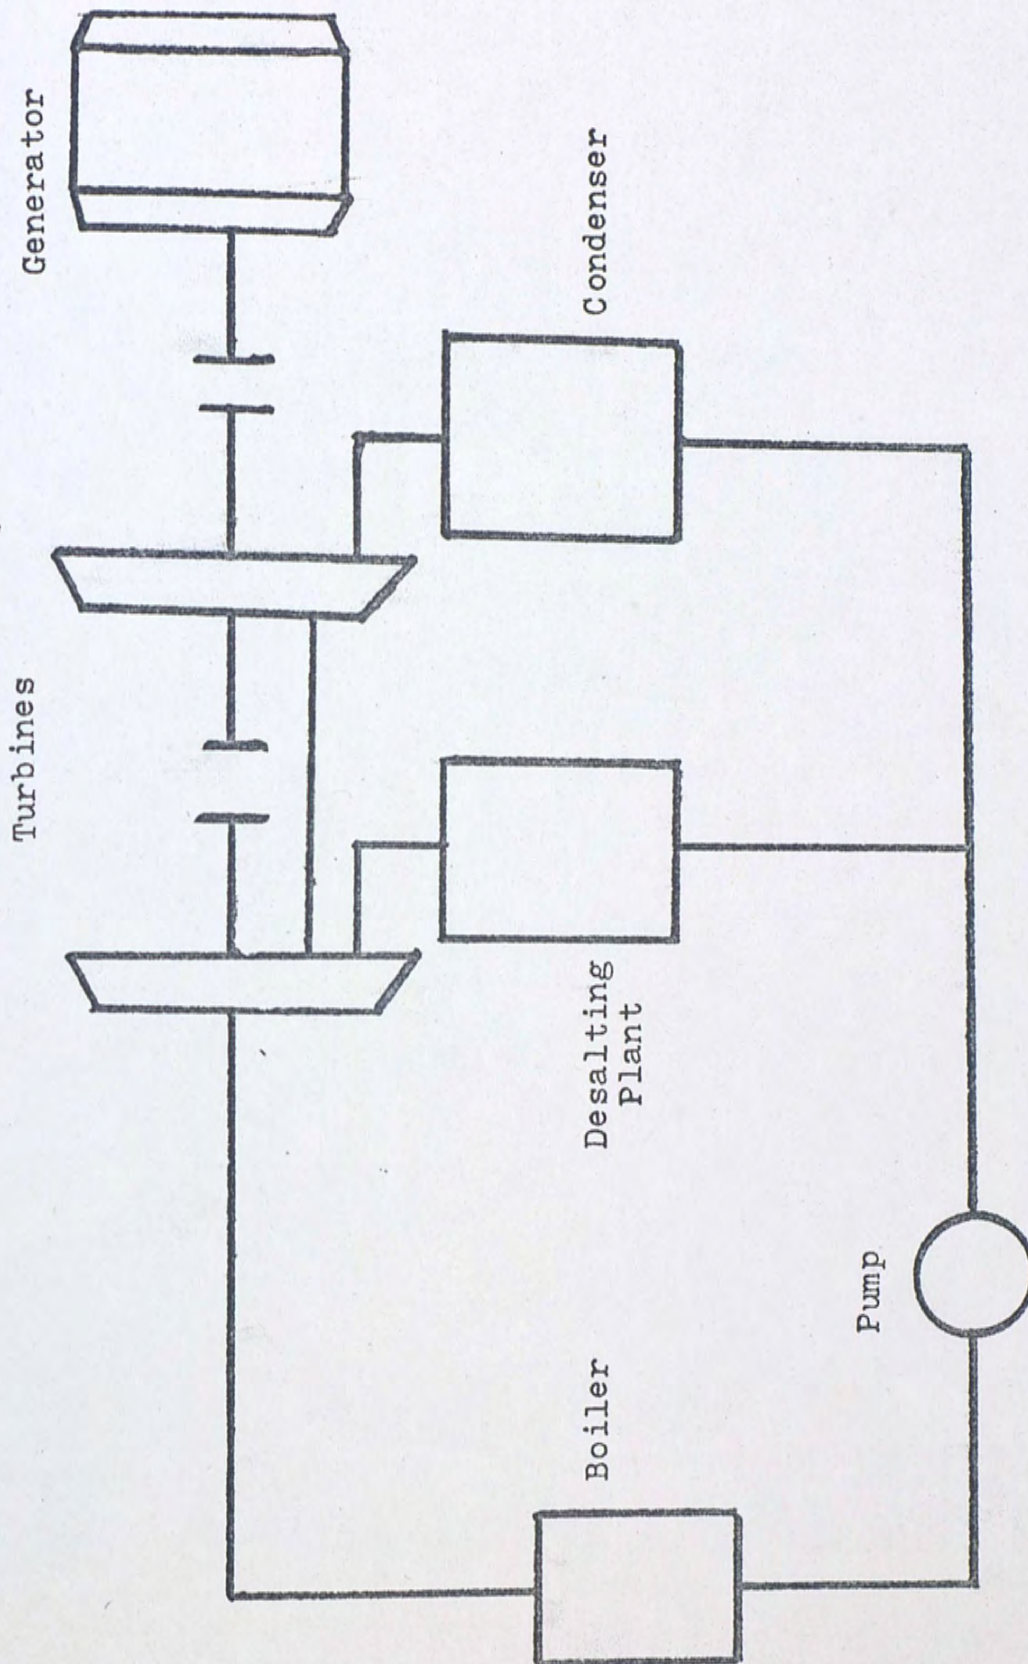 Generator
Turbines
Condenser
Desalting
Plant
Boiler
Pump